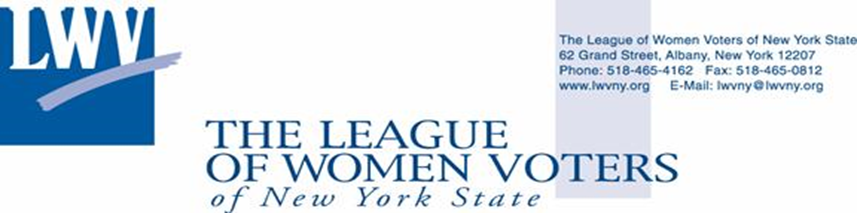 LWV
The League of Women Voters of New York State
62 Grand Street, Albany, New York 12207
Phone: 518-465-4162 Fax: 518-465-0812
www.lwvny.org E-Mail: lwvny@lwvny.org
THE LEAGUE
OF WOMEN VOTERS
of New York State